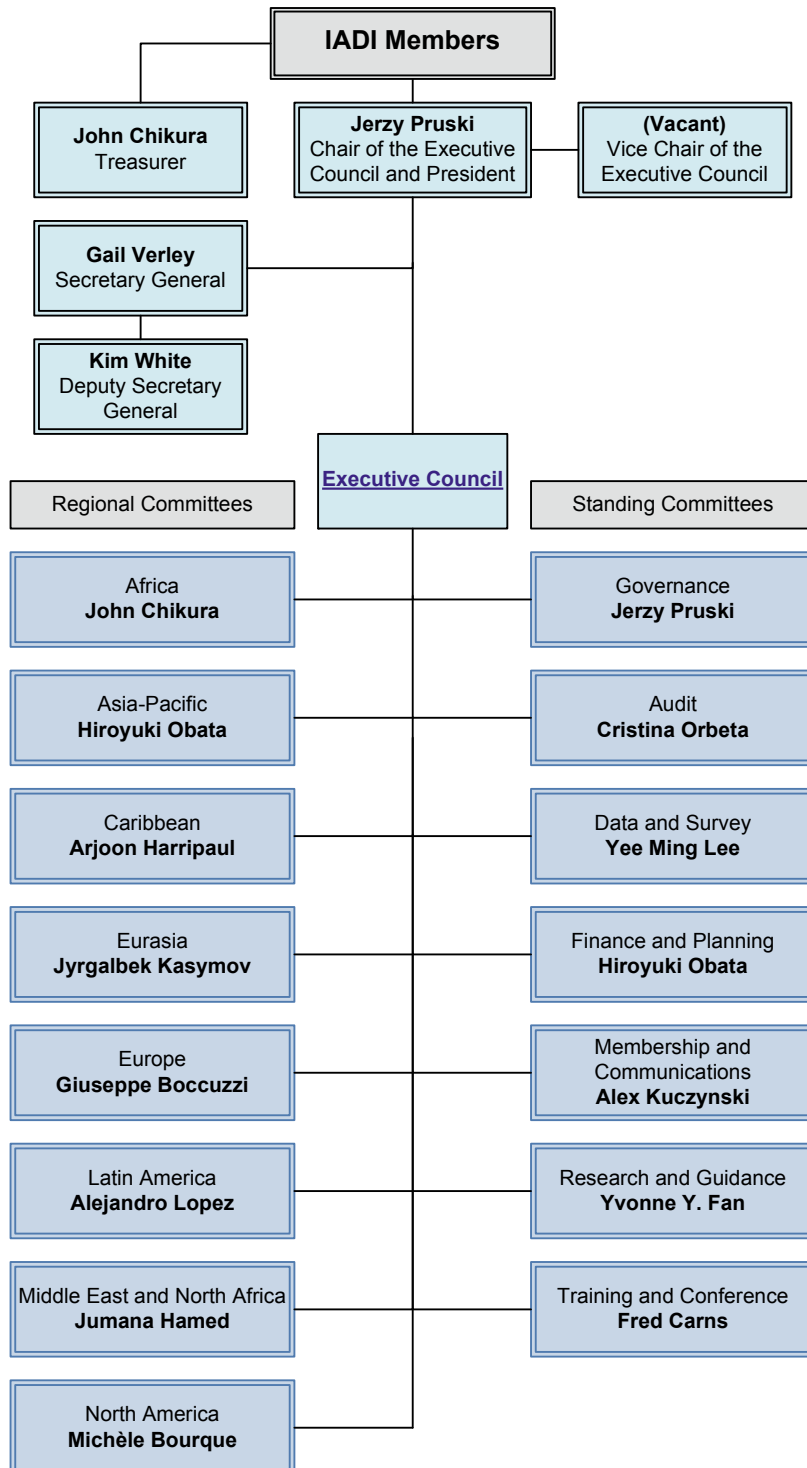 IADI Members
John Chikura
Treasurer
Jerzy Pruski
Chair of the Executive
Council and President
(Vacant)
Vice Chair of the
Executive Council
Gail Verley
Secretary General
Kim White
Deputy Secretary
General
Executive Council
Regional Committees
Standing Committees
Africa
John Chikura
Governance
Jerzy Pruski
Asia-Pacific
Hiroyuki Obata
Audit
Cristina Orbeta
Caribbean
Arjoon Harripaul
Data and Survey
Yee Ming Lee
Eurasia
Jyrgalbek Kasymov
Finance and Planning
Hiroyuki Obata
Europe
Giuseppe Boccuzzi
Membership and
Communications
Alex Kuczynski
Latin America
Alejandro Lopez
Research and Guidance
Yvonne Y. Fan
Middle East and North Africa
Jumana Hamed
Training and Conference
Fred Carns
North America
Michèle Bourque